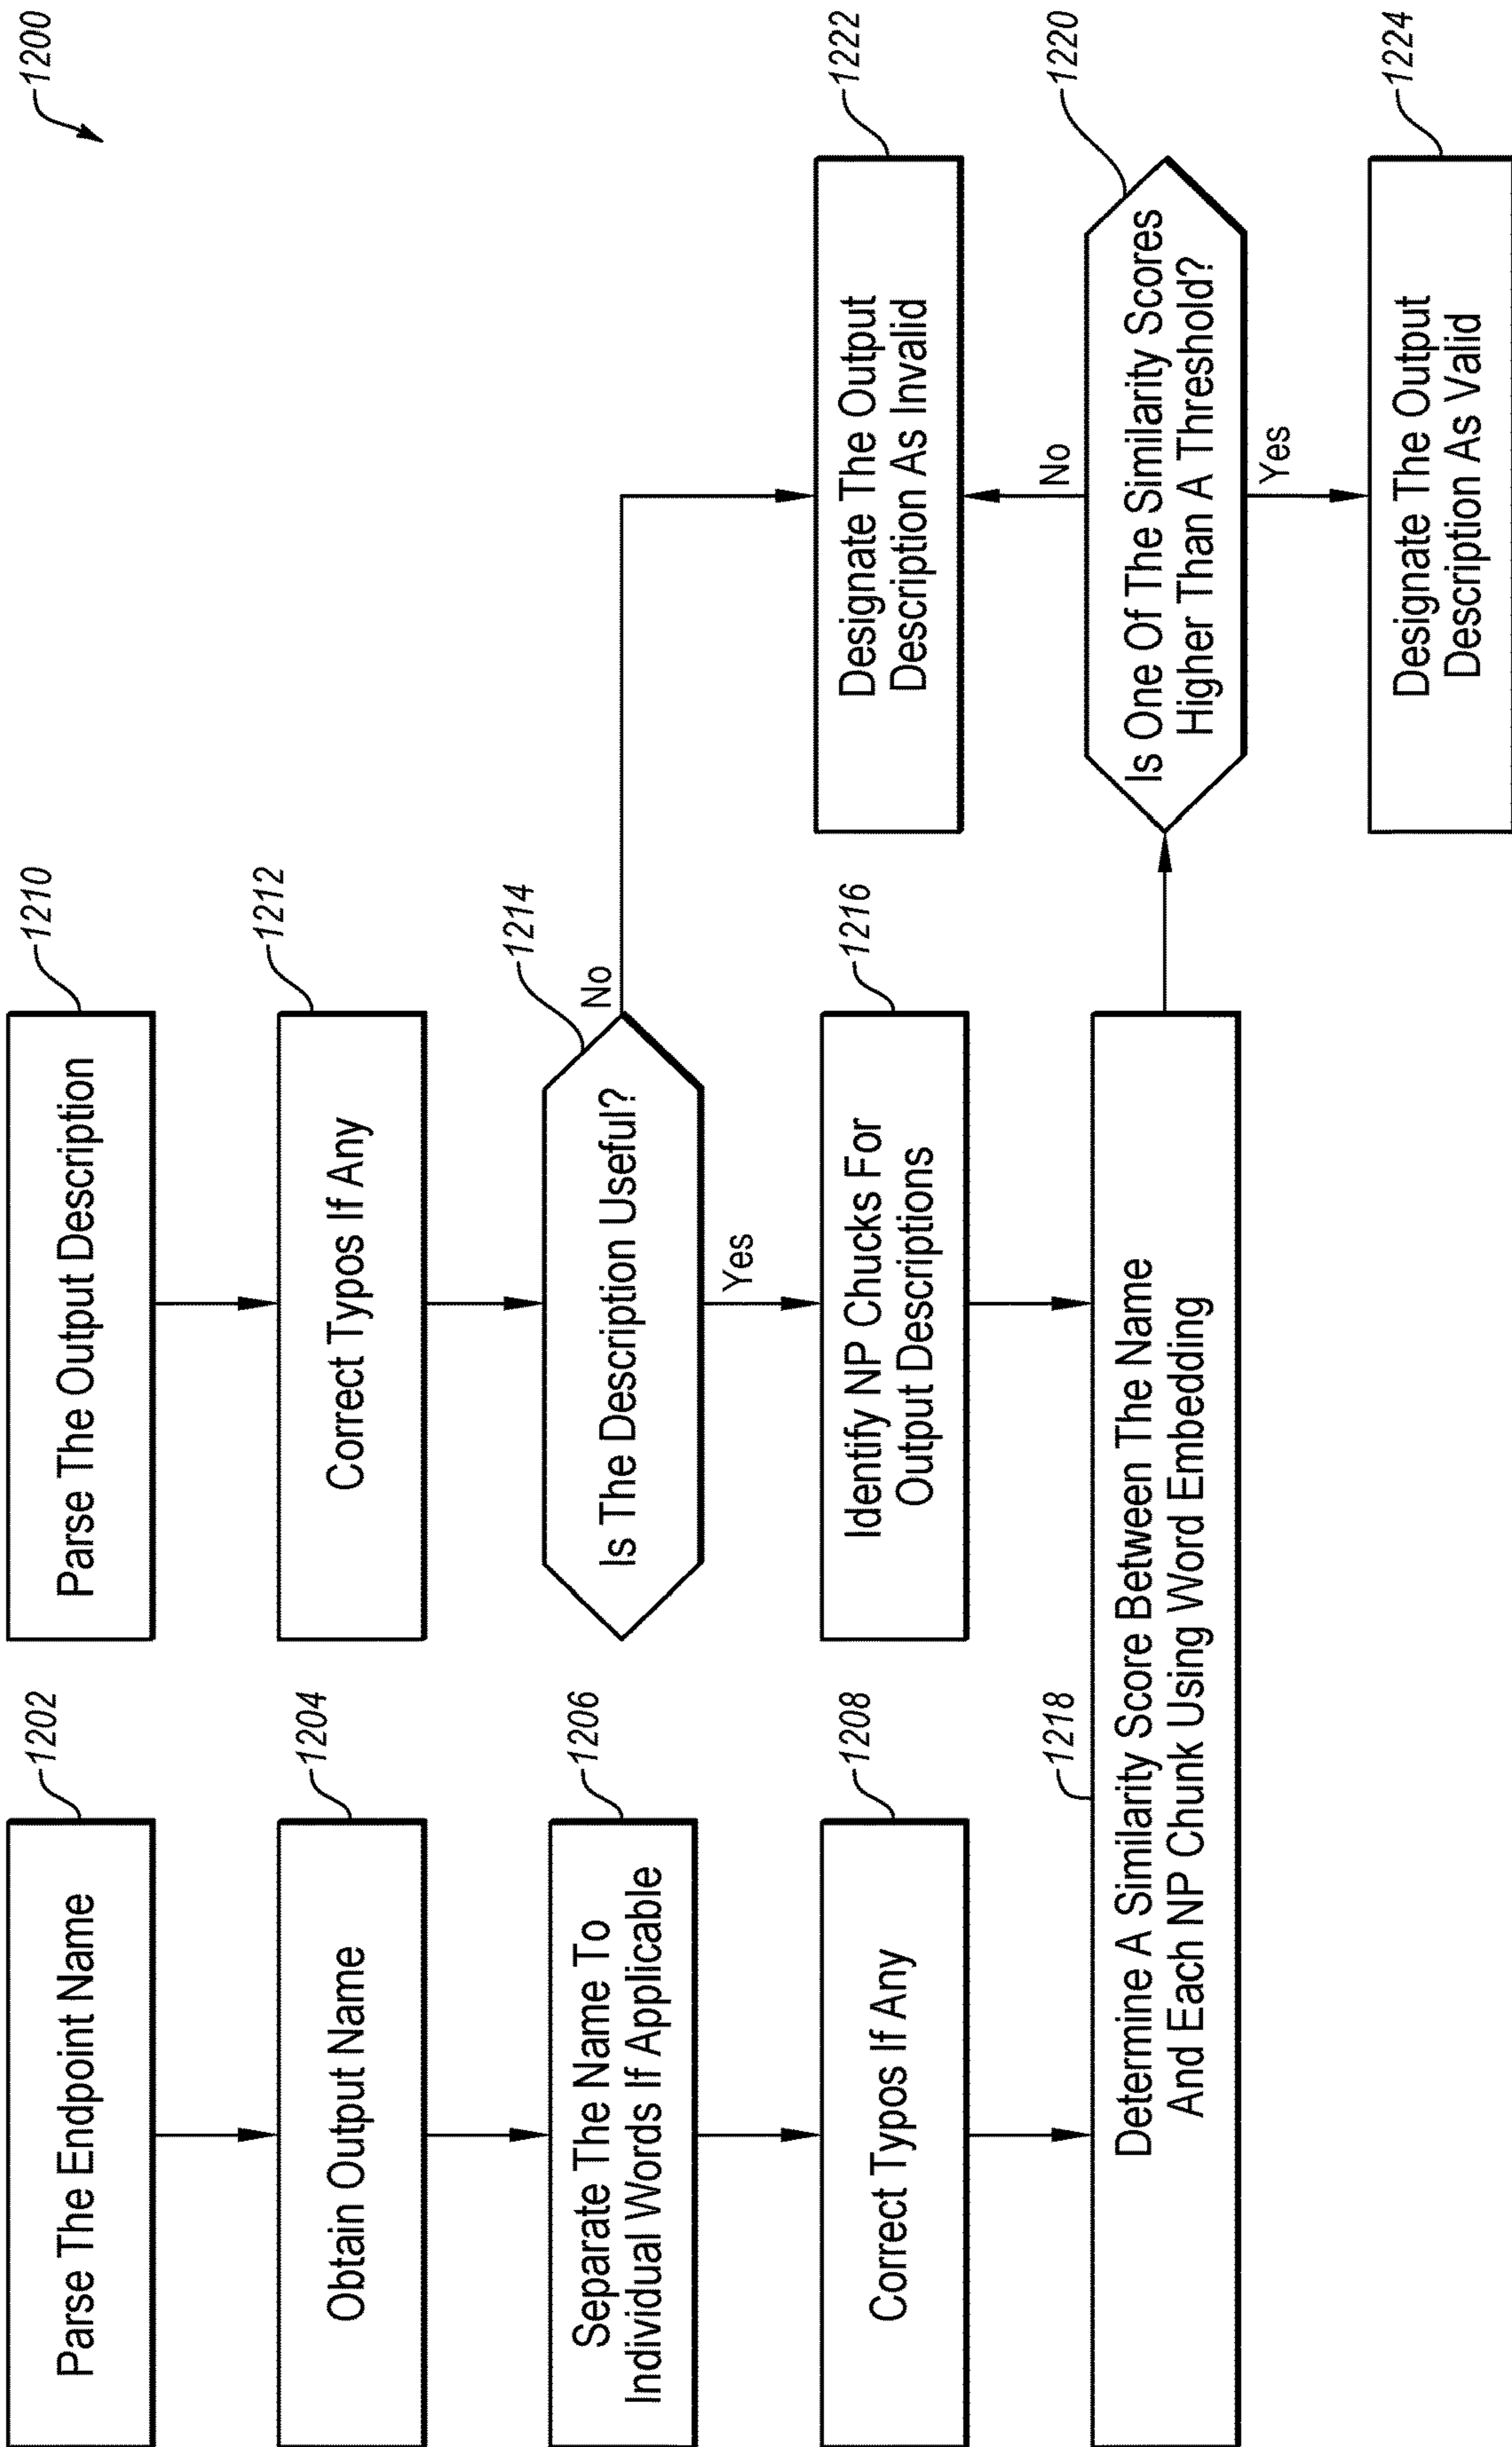 1200
1202
Parse The Endpoint Name
1204
Obtain Output Name
1206
Separate The Name To
Individual Words If Applicable
1208
Correct Typos If Any
1210
Parse The Output Description
1212
Correct Typos If Any
1214
Is The Description Useful?
No
Yes
1216
Identify NP Chucks For
Output Descriptions
1218
Determine A Similarity Score Between The Name
And Each NP Chunk Using Word Embedding
1222
Designate The Output
Description As Invalid
No
1220
Is One Of The Similarity Scores
Higher Than A Threshold?
Yes
1224
Designate The Output
Description As Valid